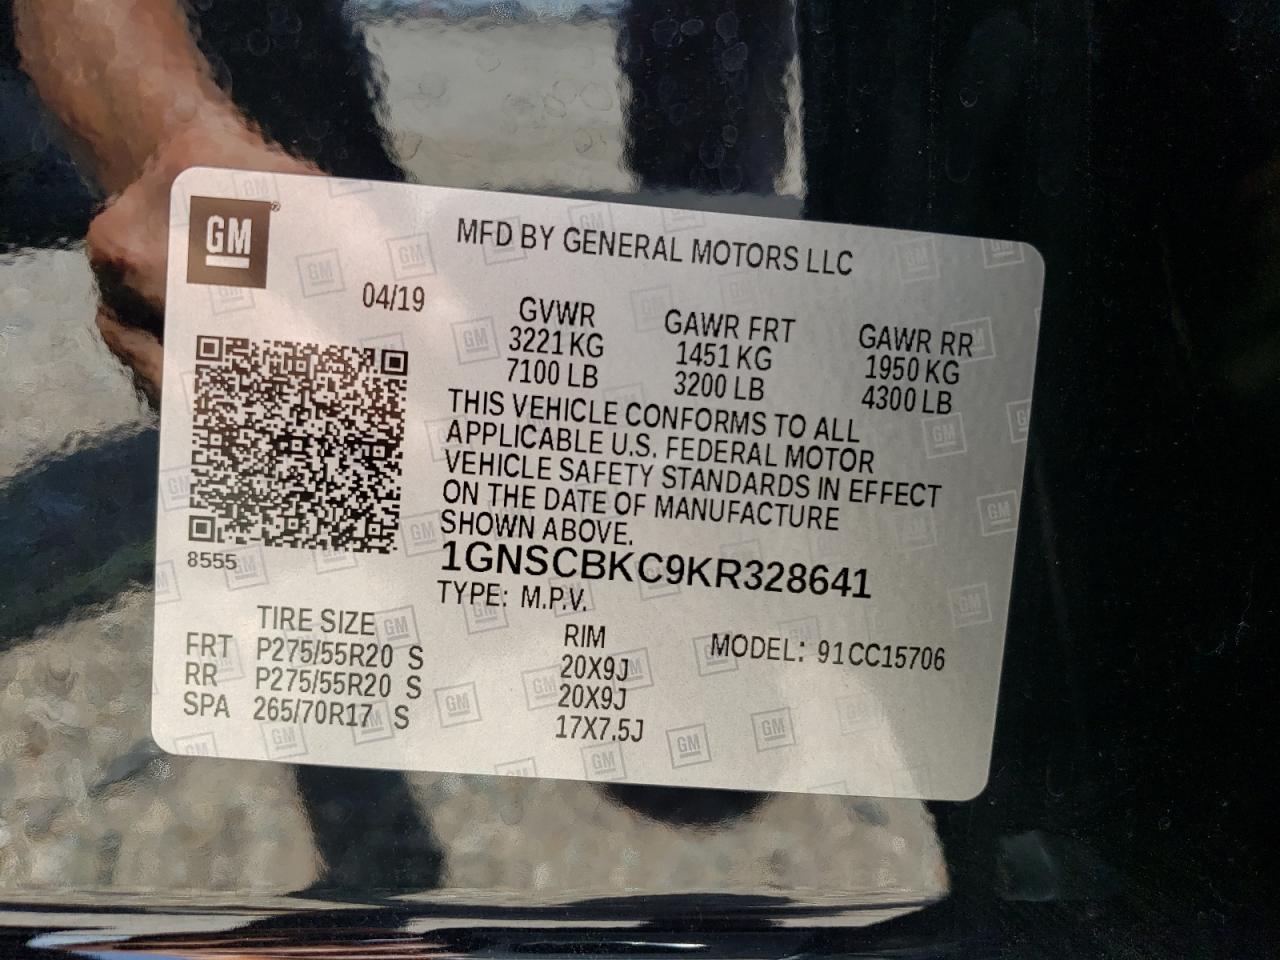 GM
MFD BY GENERAL MOTORS LLC
04/19
GVWR GAWR FRT GAWR RR
3221 KG 1451 KG 1950 KG
7100 LB 3200 LB 4300 LB
THIS VEHICLE CONFORMS TO ALL
APPLICABLE U.S. FEDERAL MOTOR
VEHICLE SAFETY STANDARDS IN EFFECT
ON THE DATE OF MANUFACTURE
SHOWN ABOVE.
8555
1GNSCBKC9KR328641
TYPE: M.P.V.
TIRE SIZE RIM MODEL: 91CC15706
FRT P275/55R20 S 20X9J
RR P275/55R20 S 20X9J
SPA 265/70R17 S 17X7.5J